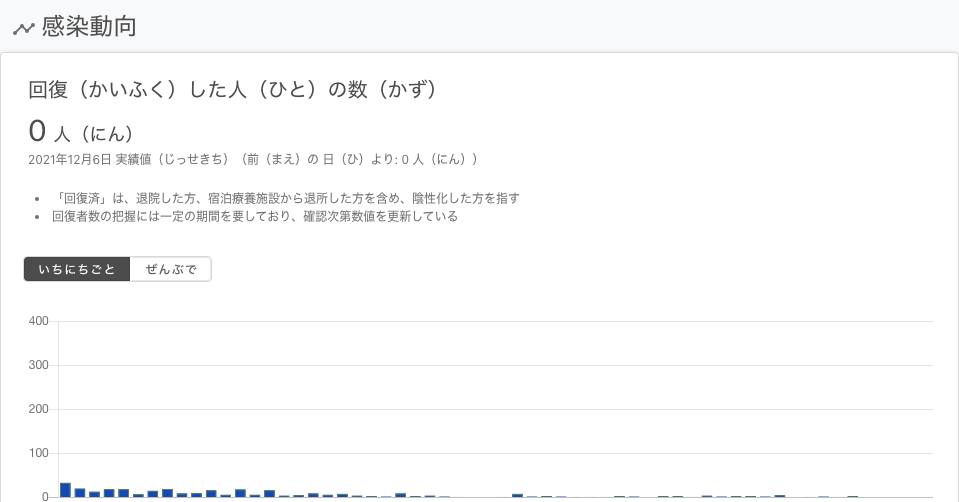 感染動向
回復（かいふく）した人（ひと）の数（かず）
0 人（にん）
2021年12月6日 実績値（じっせきち）（前（まえ）の 日（ひ）より: 0 人（にん））
「回復済」は、退院した方、宿泊療養施設から退所した方を含め、陰性化した方を指す
回復者数の把握には一定の期間を要しており、確認次第数値を更新している
いちにちごと ぜんぶで
400
300
200
100
0